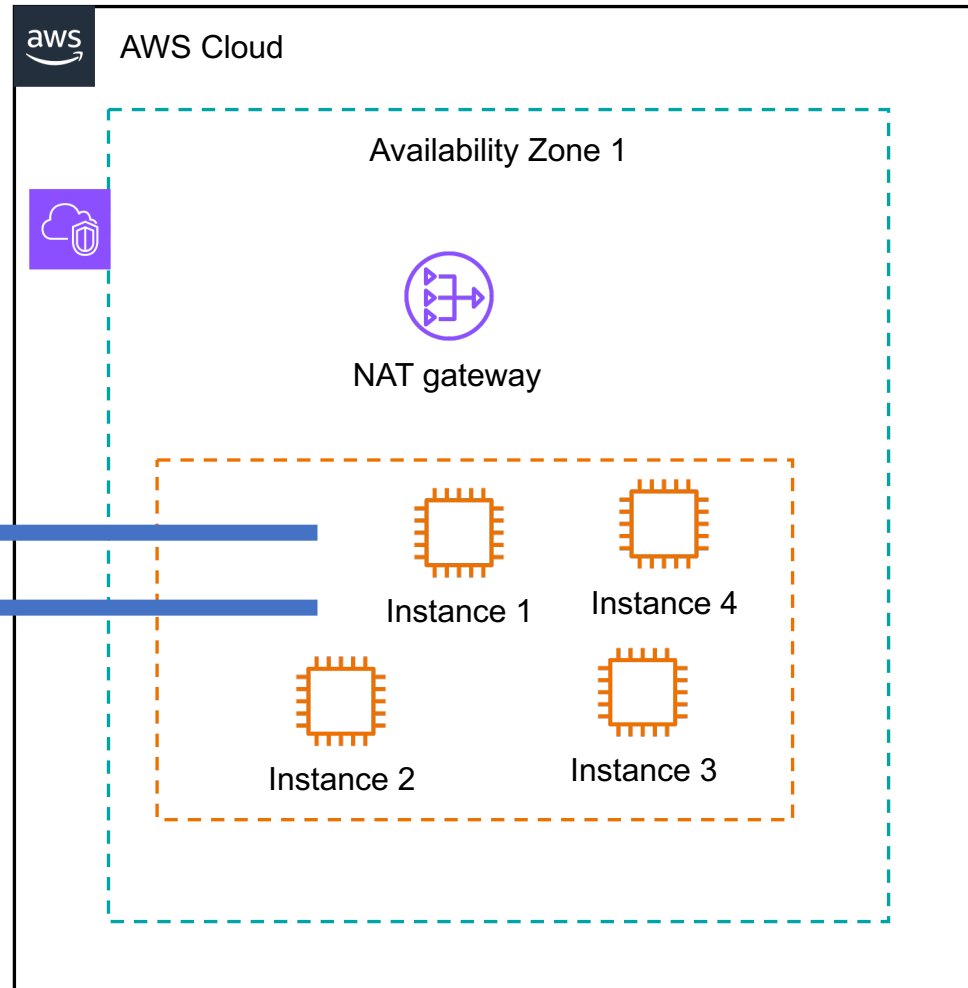 aws
AWS Cloud
Availability Zone 1
NAT gateway
Instance 1
Instance 4
Instance 2
Instance 3